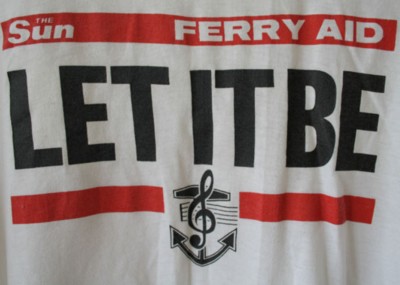 THE Sun FERRY AID
LET IT BE